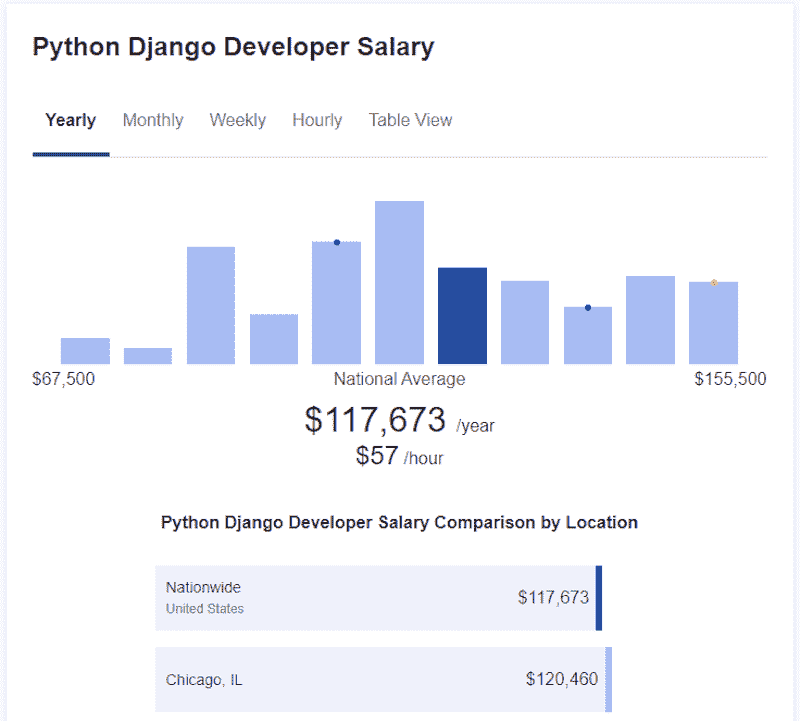 Python Django Developer Salary
Yearly Monthly Weekly Hourly Table View
$67,500 National Average $155,500
$117,673 /year
$57 /hour
Python Django Developer Salary Comparison by Location
Nationwide
United States
$117,673
Chicago, IL $120,460